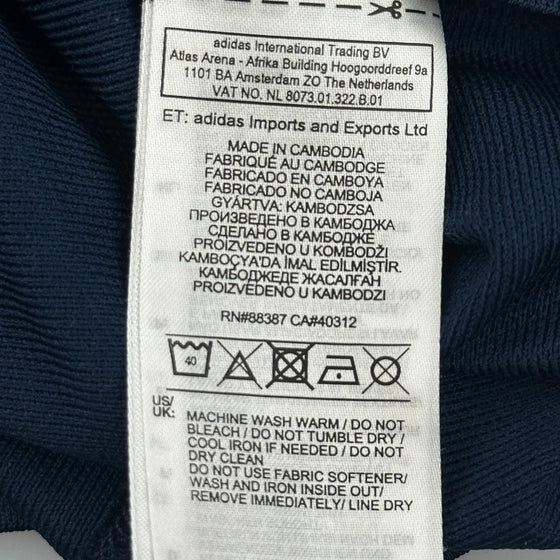 adidas International Trading BV
Atlas Arena - Afrika Building Hoogoorddreef 9a
1101 BA Amsterdam ZO The Netherlands
VAT NO. NL 8073.01.322.B.01
ET: adidas Imports and Exports Ltd
MADE IN CAMBODIA
FABRIQUÉ AU CAMBODGE
FABRICADO EN CAMBOYA
FABRICADO NO CAMBOJA
GYÁRTVA: KAMBODZSA
ПРОИЗВЕДЕНО В КАМБОДЖА
СДЕЛАНО В КАМБОДЖЕ
PROIZVEDENO U KOMBODŽI
KAMBOÇYA'DA İMAL EDİLMİŞTİR.
КАМБОДЖЕДЕ ЖАСАЛҒАН
PROIZVEDENO U KAMBODZI
RN#88387 CA#40312
40
US/
UK:
MACHINE WASH WARM / DO NOT
BLEACH / DO NOT TUMBLE DRY /
COOL IRON IF NEEDED / DO NOT
DRY CLEAN
DO NOT USE FABRIC SOFTENER/
WASH AND IRON INSIDE OUT/
REMOVE IMMEDIATELY/ LINE DRY